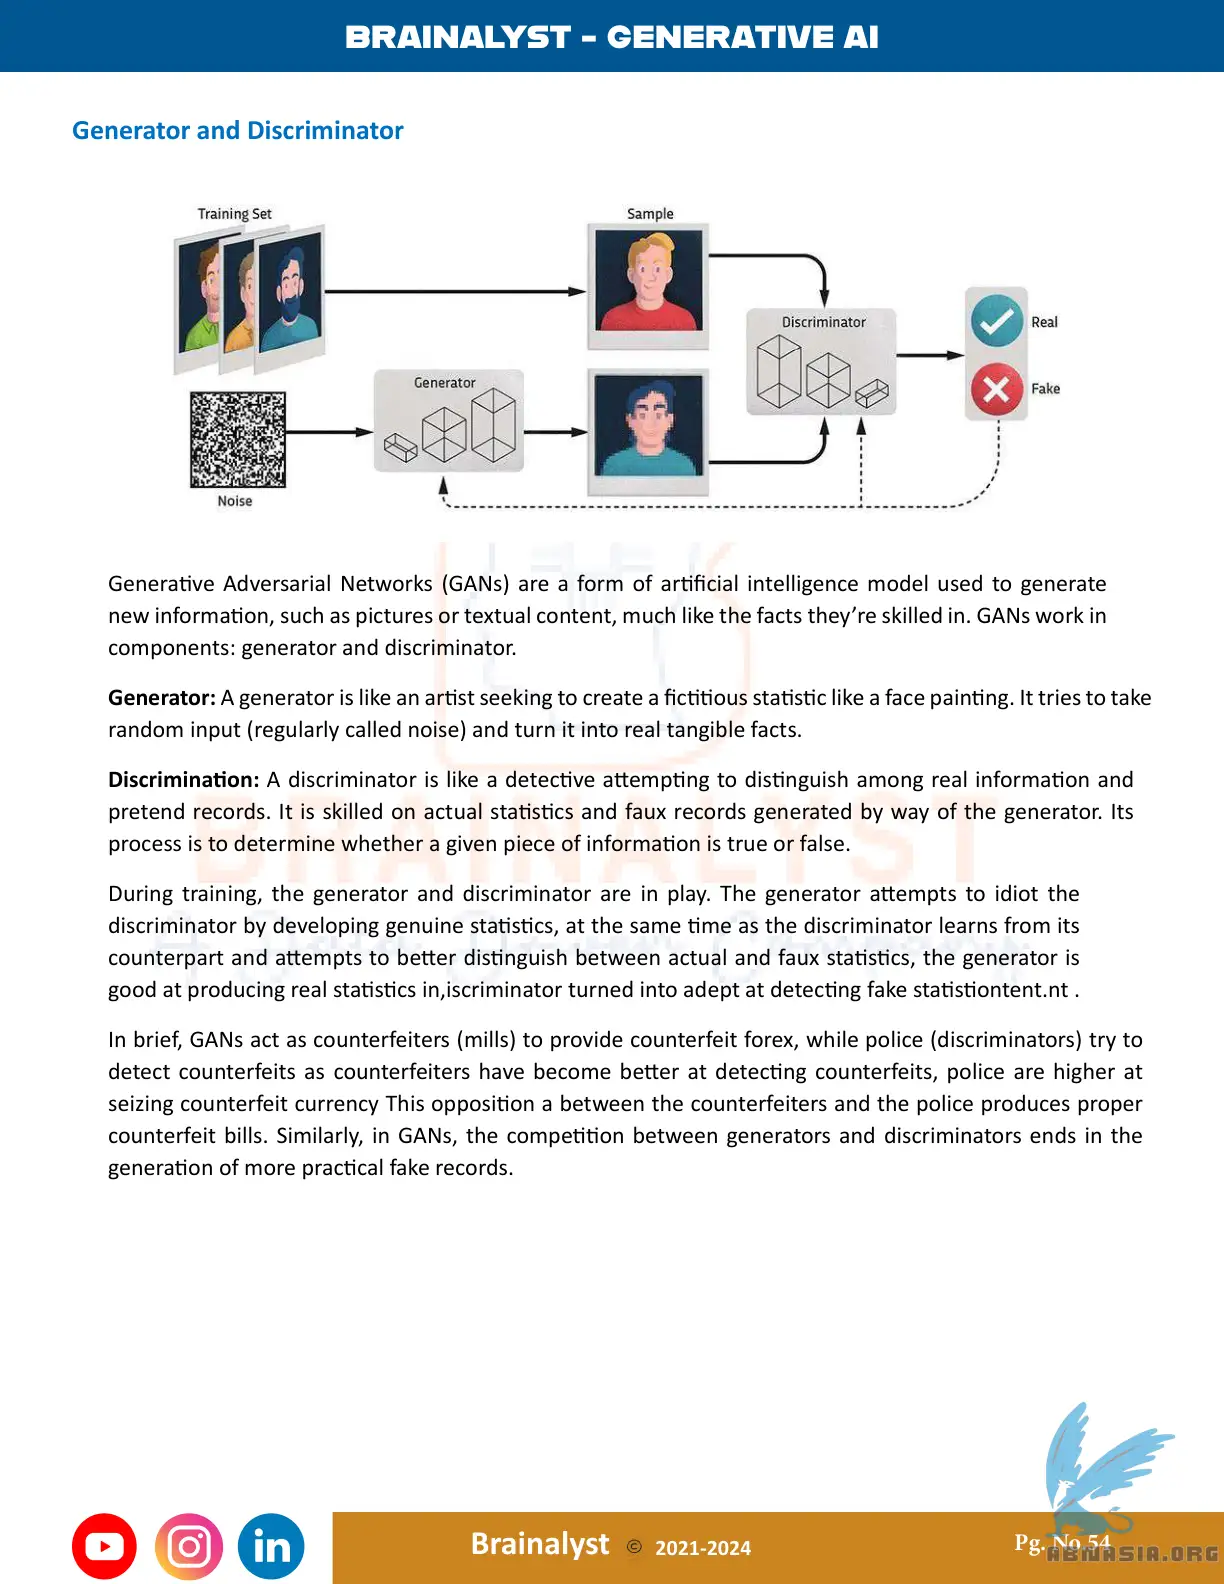 BRAINALYST - GENERATIVE AI
Generator and Discriminator
Training Set
Sample
Discriminator
Real
Generator
Fake
Noise
Generative Adversarial Networks (GANs) are a form of artificial intelligence model used to generate
new information, such as pictures or textual content, much like the facts they’re skilled in. GANs work in
components: generator and discriminator.
Generator: A generator is like an artist seeking to create a fictitious statistic like a face painting. It tries to take
random input (regularly called noise) and turn it into real tangible facts.
Discrimination: A discriminator is like a detective attempting to distinguish among real information and
pretend records. It is skilled on actual statistics and faux records generated by way of the generator. Its
process is to determine whether a given piece of information is true or false.
During training, the generator and discriminator are in play. The generator attempts to idiot the
discriminator by developing genuine statistics, at the same time as the discriminator learns from its
counterpart and attempts to better distinguish between actual and faux statistics, the generator is
good at producing real statistics in,iscriminator turned into adept at detecting fake statistiontent.nt .
In brief, GANs act as counterfeiters (mills) to provide counterfeit forex, while police (discriminators) try to
detect counterfeits as counterfeiters have become better at detecting counterfeits, police are higher at
seizing counterfeit currency This opposition a between the counterfeiters and the police produces proper
counterfeit bills. Similarly, in GANs, the competition between generators and discriminators ends in the
generation of more practical fake records.
BRAINALYST
Brainalyst © 2021-2024
Pg. No 54
ABMASIA.ORG